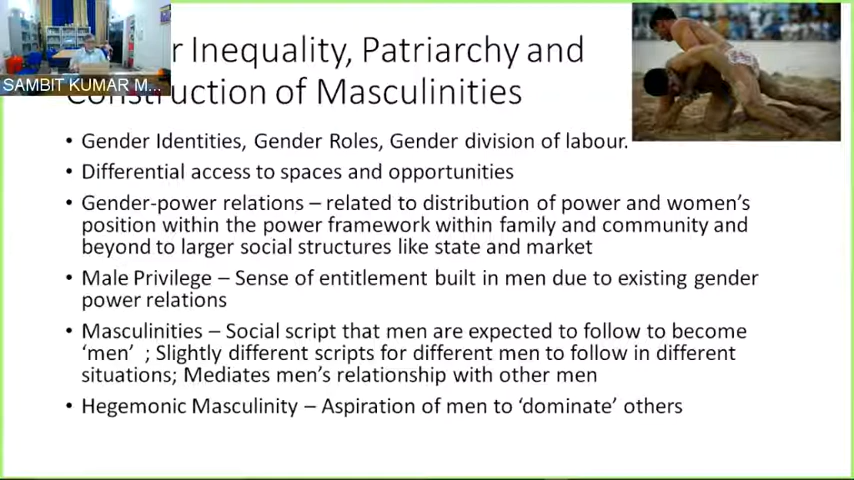 SAMBIT KUMAR M...
r Inequality, Patriarchy and
Construction of Masculinities
• Gender Identities, Gender Roles, Gender division of labour.
• Differential access to spaces and opportunities
• Gender-power relations – related to distribution of power and women's
position within the power framework within family and community and
beyond to larger social structures like state and market
• Male Privilege – Sense of entitlement built in men due to existing gender
power relations
• Masculinities – Social script that men are expected to follow to become
‘men’ ; Slightly different scripts for different men to follow in different
situations; Mediates men's relationship with other men
• Hegemonic Masculinity – Aspiration of men to ‘dominate’ others